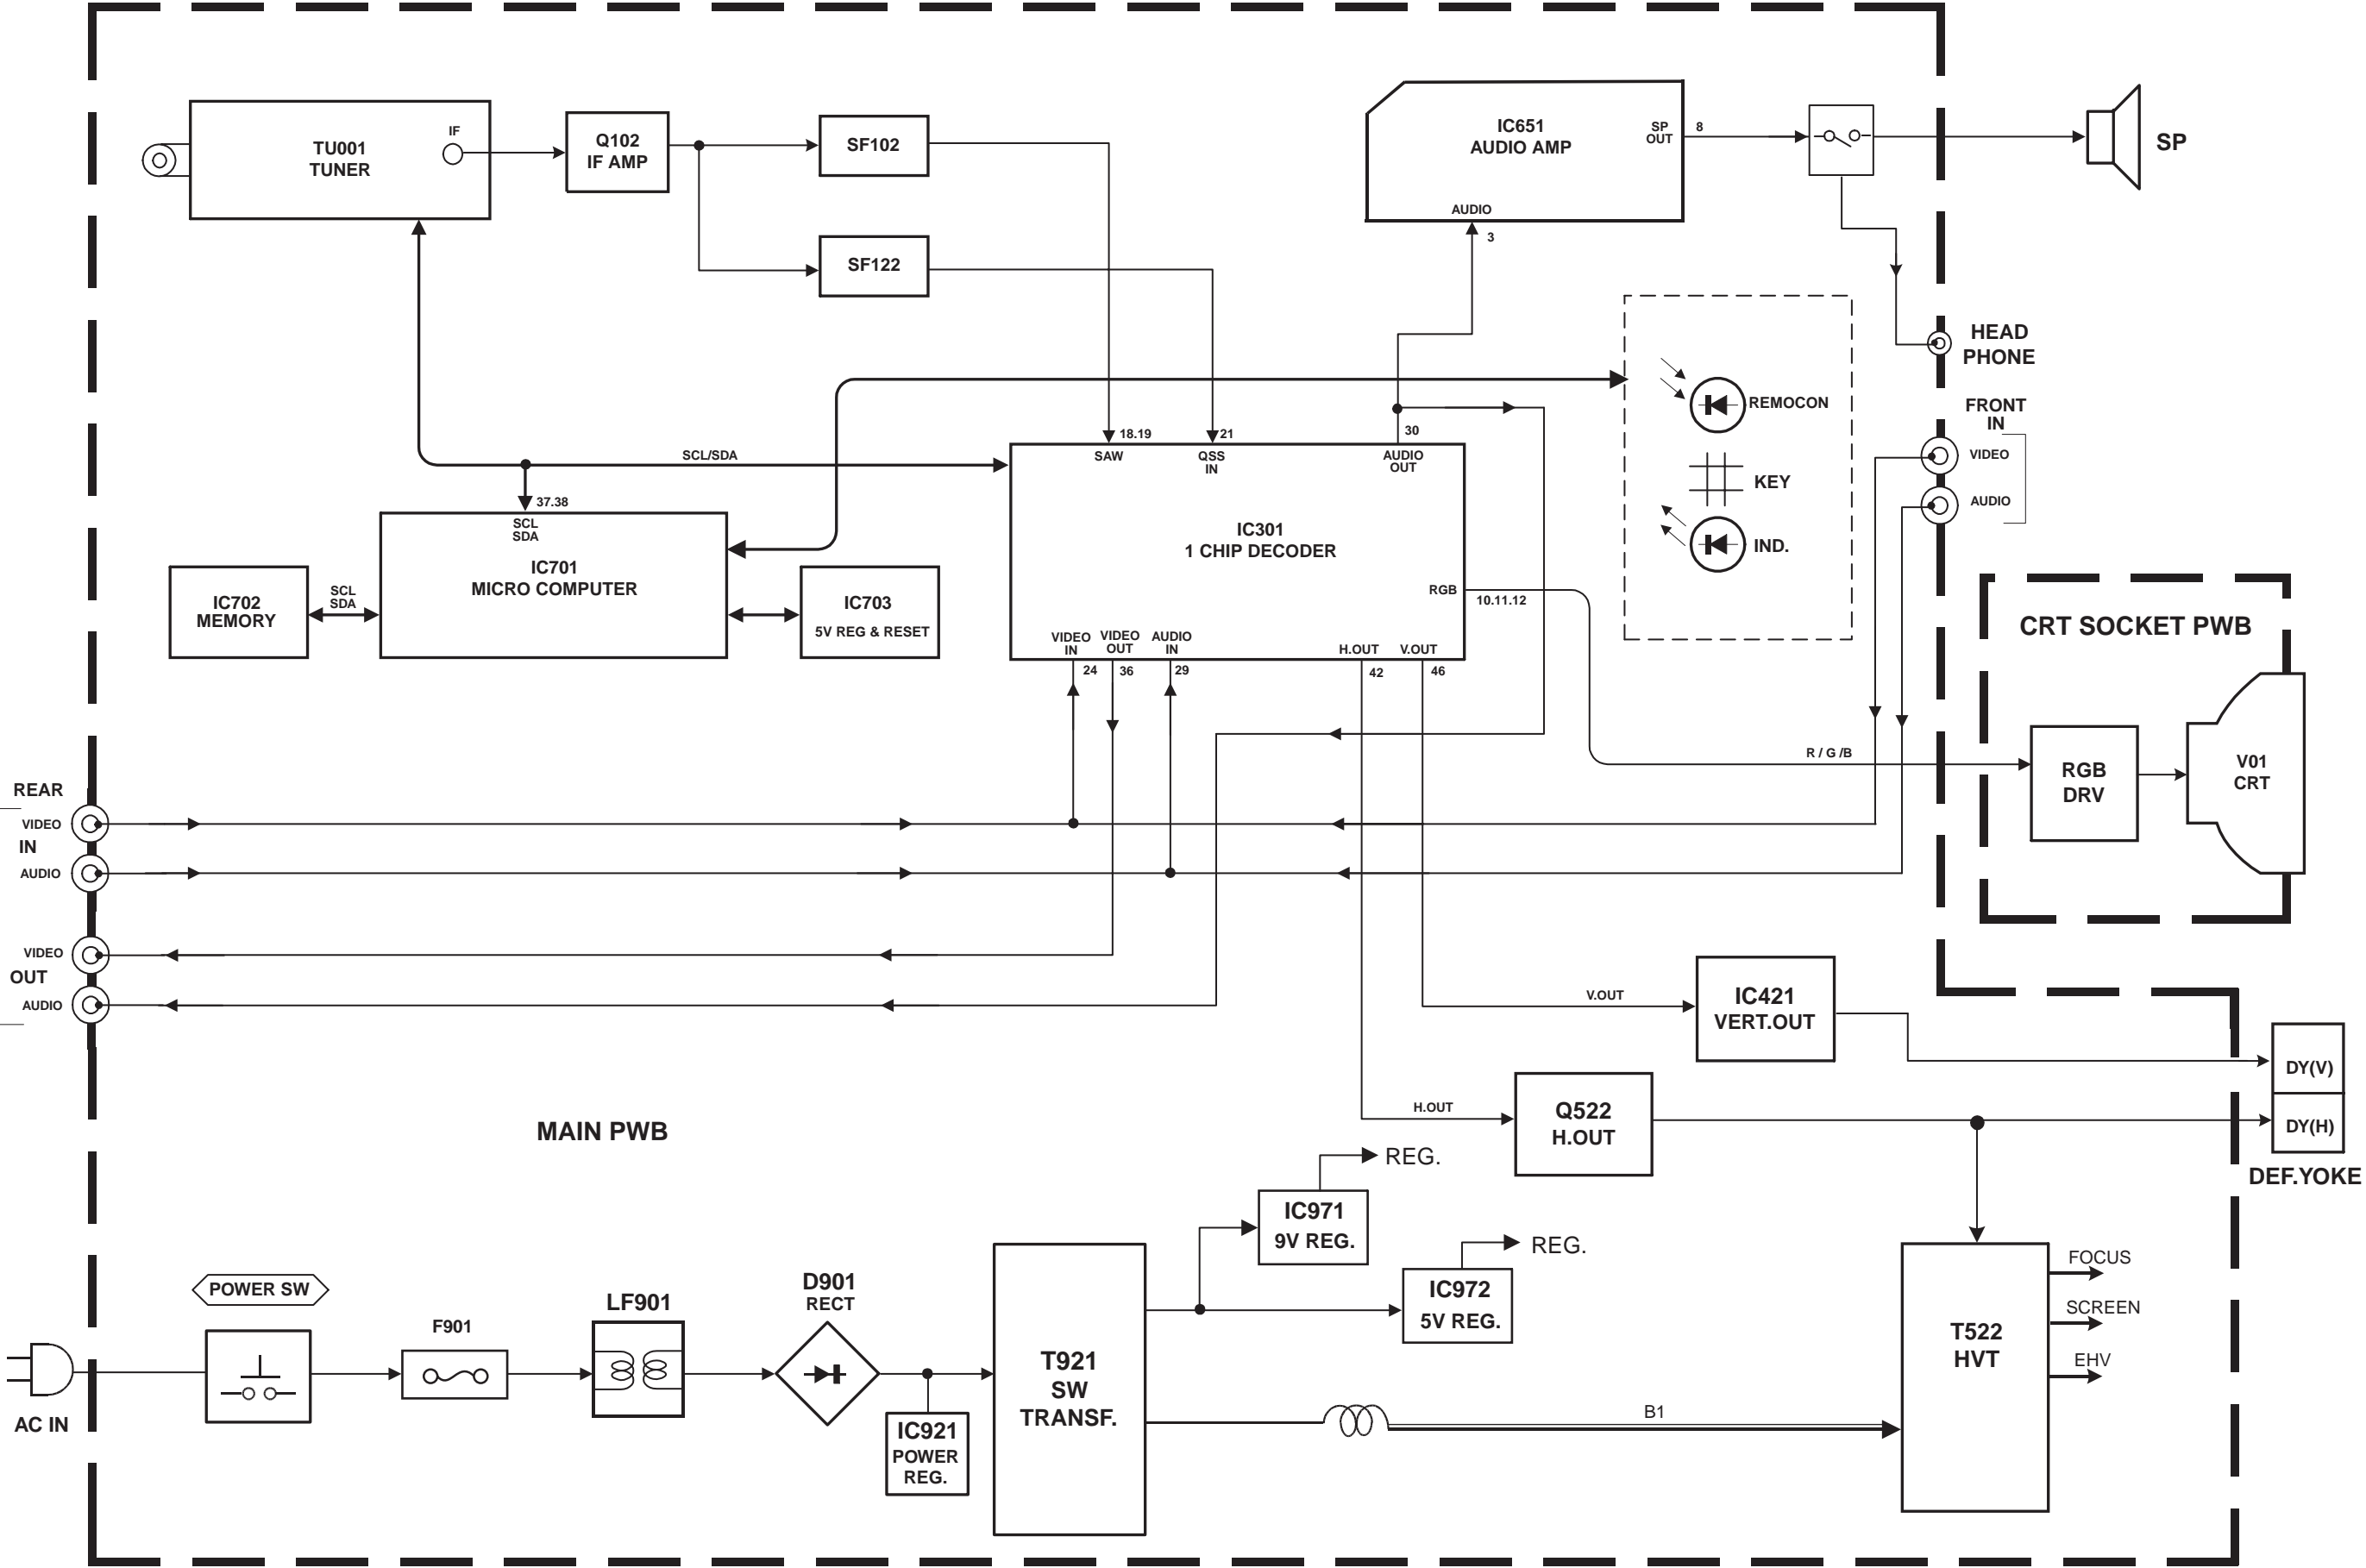 TU001
TUNER
IF
Q102
IF AMP
SF102
SF122
IC651
AUDIO AMP
SP
OUT
8
AUDIO
3
SP
HEAD
PHONE
FRONT
IN
VIDEO
AUDIO
REMOCON
KEY
IND.
SCL/SDA
37.38
SCL
SDA
IC701
MICRO COMPUTER
IC702
MEMORY
SCL
SDA
IC703
5V REG & RESET
18.19
21
30
SAW
QSS
IN
AUDIO
OUT
IC301
1 CHIP DECODER
RGB
10.11.12
VIDEO
IN
VIDEO
OUT
AUDIO
IN
H.OUT
V.OUT
24
36
29
42
46
CRT SOCKET PWB
R / G /B
RGB
DRV
V01
CRT
REAR
VIDEO
IN
AUDIO
VIDEO
OUT
AUDIO
V.OUT
IC421
VERT.OUT
H.OUT
Q522
H.OUT
DY(V)
DY(H)
DEF.YOKE
MAIN PWB
REG.
IC971
9V REG.
REG.
IC972
5V REG.
POWER SW
F901
LF901
D901
RECT
IC921
POWER
REG.
T921
SW
TRANSF.
B1
T522
HVT
FOCUS
SCREEN
EHV
AC IN